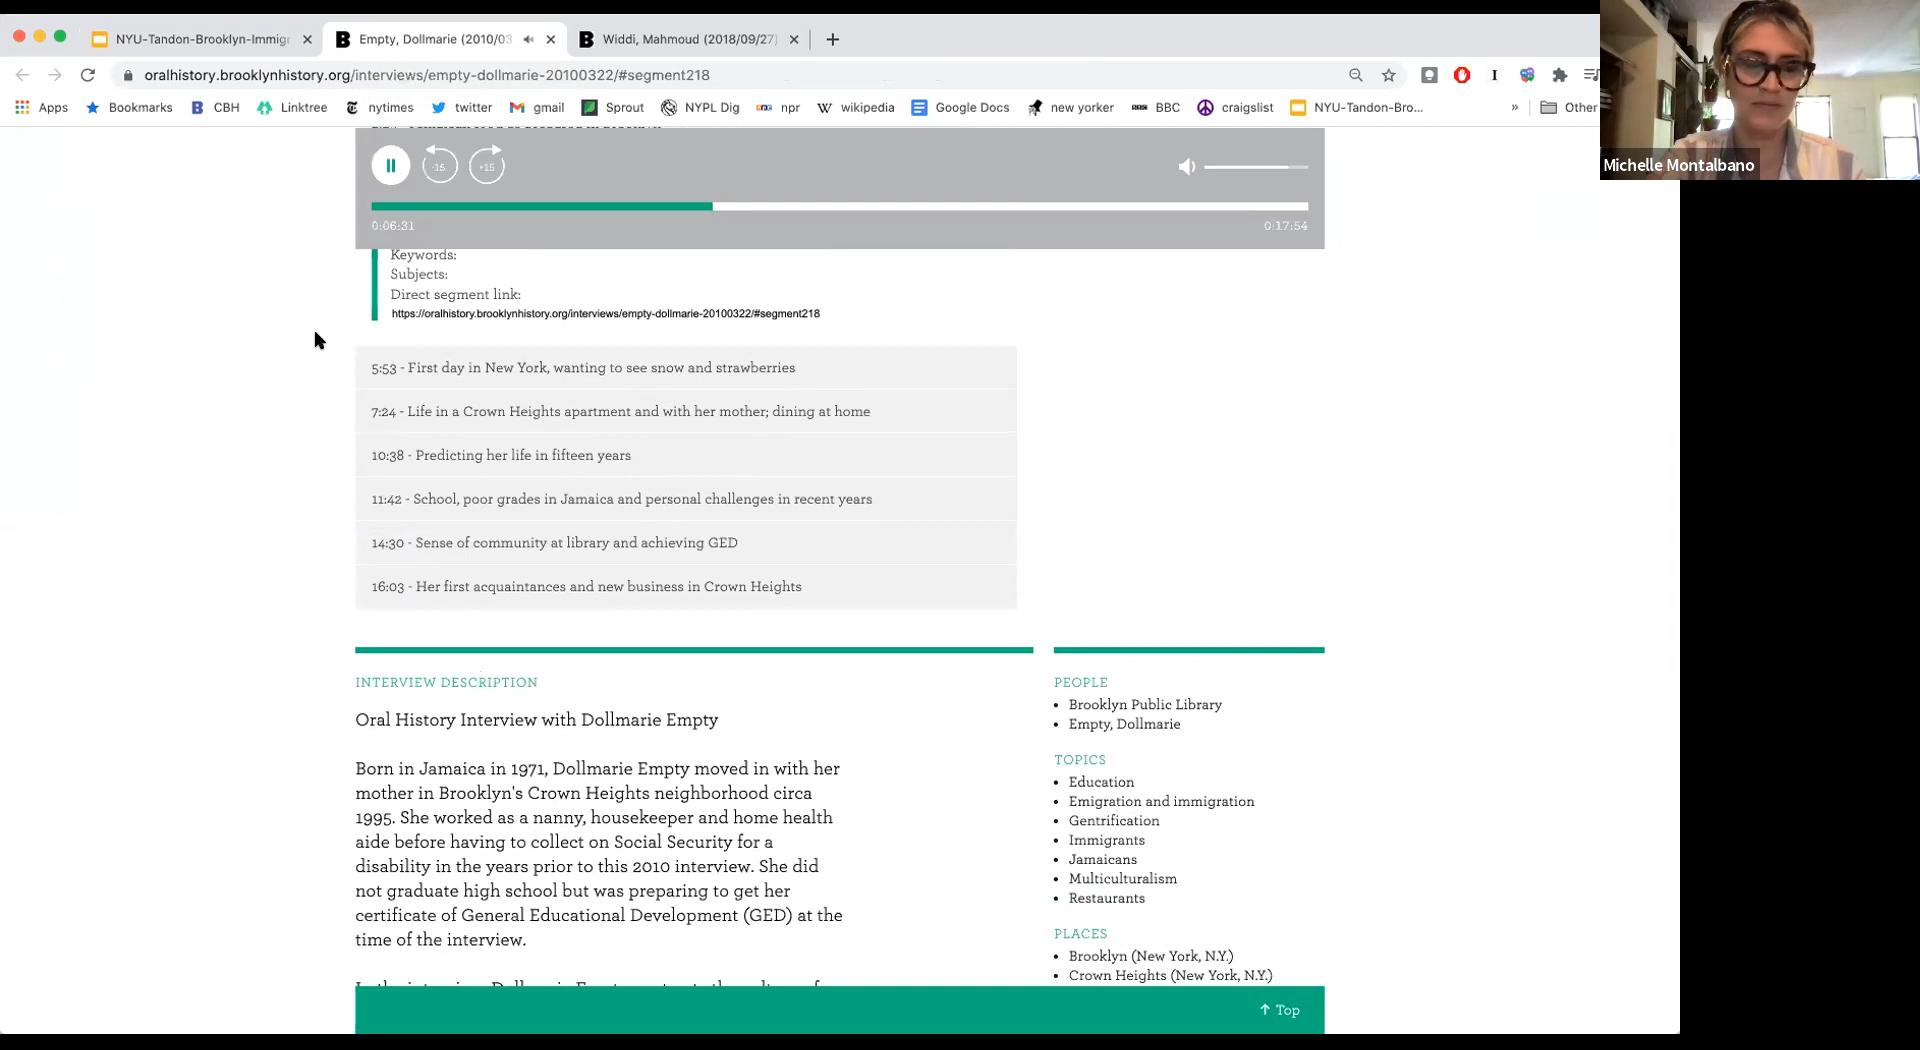 NYU-Tandon-Brooklyn-Immig
Empty, Dollmarie (2010/03
Widdi, Mahmoud (2018/09/27)
oralhistory.brooklynhistory.org/interviews/empty-dollmarie-20100322/#segment218
Apps
Bookmarks
CBH
Linktree
nytimes
twitter
gmail
Sprout
NYPL Dig
npr
wikipedia
Google Docs
new yorker
BBC
craigslist
NYU-Tandon-Bro...
»
Other
Michelle Montalbano
-15
+15
0:06:31
0:17:54
Keywords:
Subjects:
Direct segment link:
https://oralhistory.brooklynhistory.org/interviews/empty-dollmarie-20100322/#segment218
5:53 - First day in New York, wanting to see snow and strawberries
7:24 - Life in a Crown Heights apartment and with her mother; dining at home
10:38 - Predicting her life in fifteen years
11:42 - School, poor grades in Jamaica and personal challenges in recent years
14:30 - Sense of community at library and achieving GED
16:03 - Her first acquaintances and new business in Crown Heights
INTERVIEW DESCRIPTION
Oral History Interview with Dollmarie Empty
Born in Jamaica in 1971, Dollmarie Empty moved in with her
mother in Brooklyn's Crown Heights neighborhood circa
1995. She worked as a nanny, housekeeper and home health
aide before having to collect on Social Security for a
disability in the years prior to this 2010 interview. She did
not graduate high school but was preparing to get her
certificate of General Educational Development (GED) at the
time of the interview.
PEOPLE
• Brooklyn Public Library
• Empty, Dollmarie
TOPICS
• Education
• Emigration and immigration
• Gentrification
• Immigrants
• Jamaicans
• Multiculturalism
• Restaurants
PLACES
• Brooklyn (New York, N.Y.)
• Crown Heights (New York, N.Y.)
↑ Top